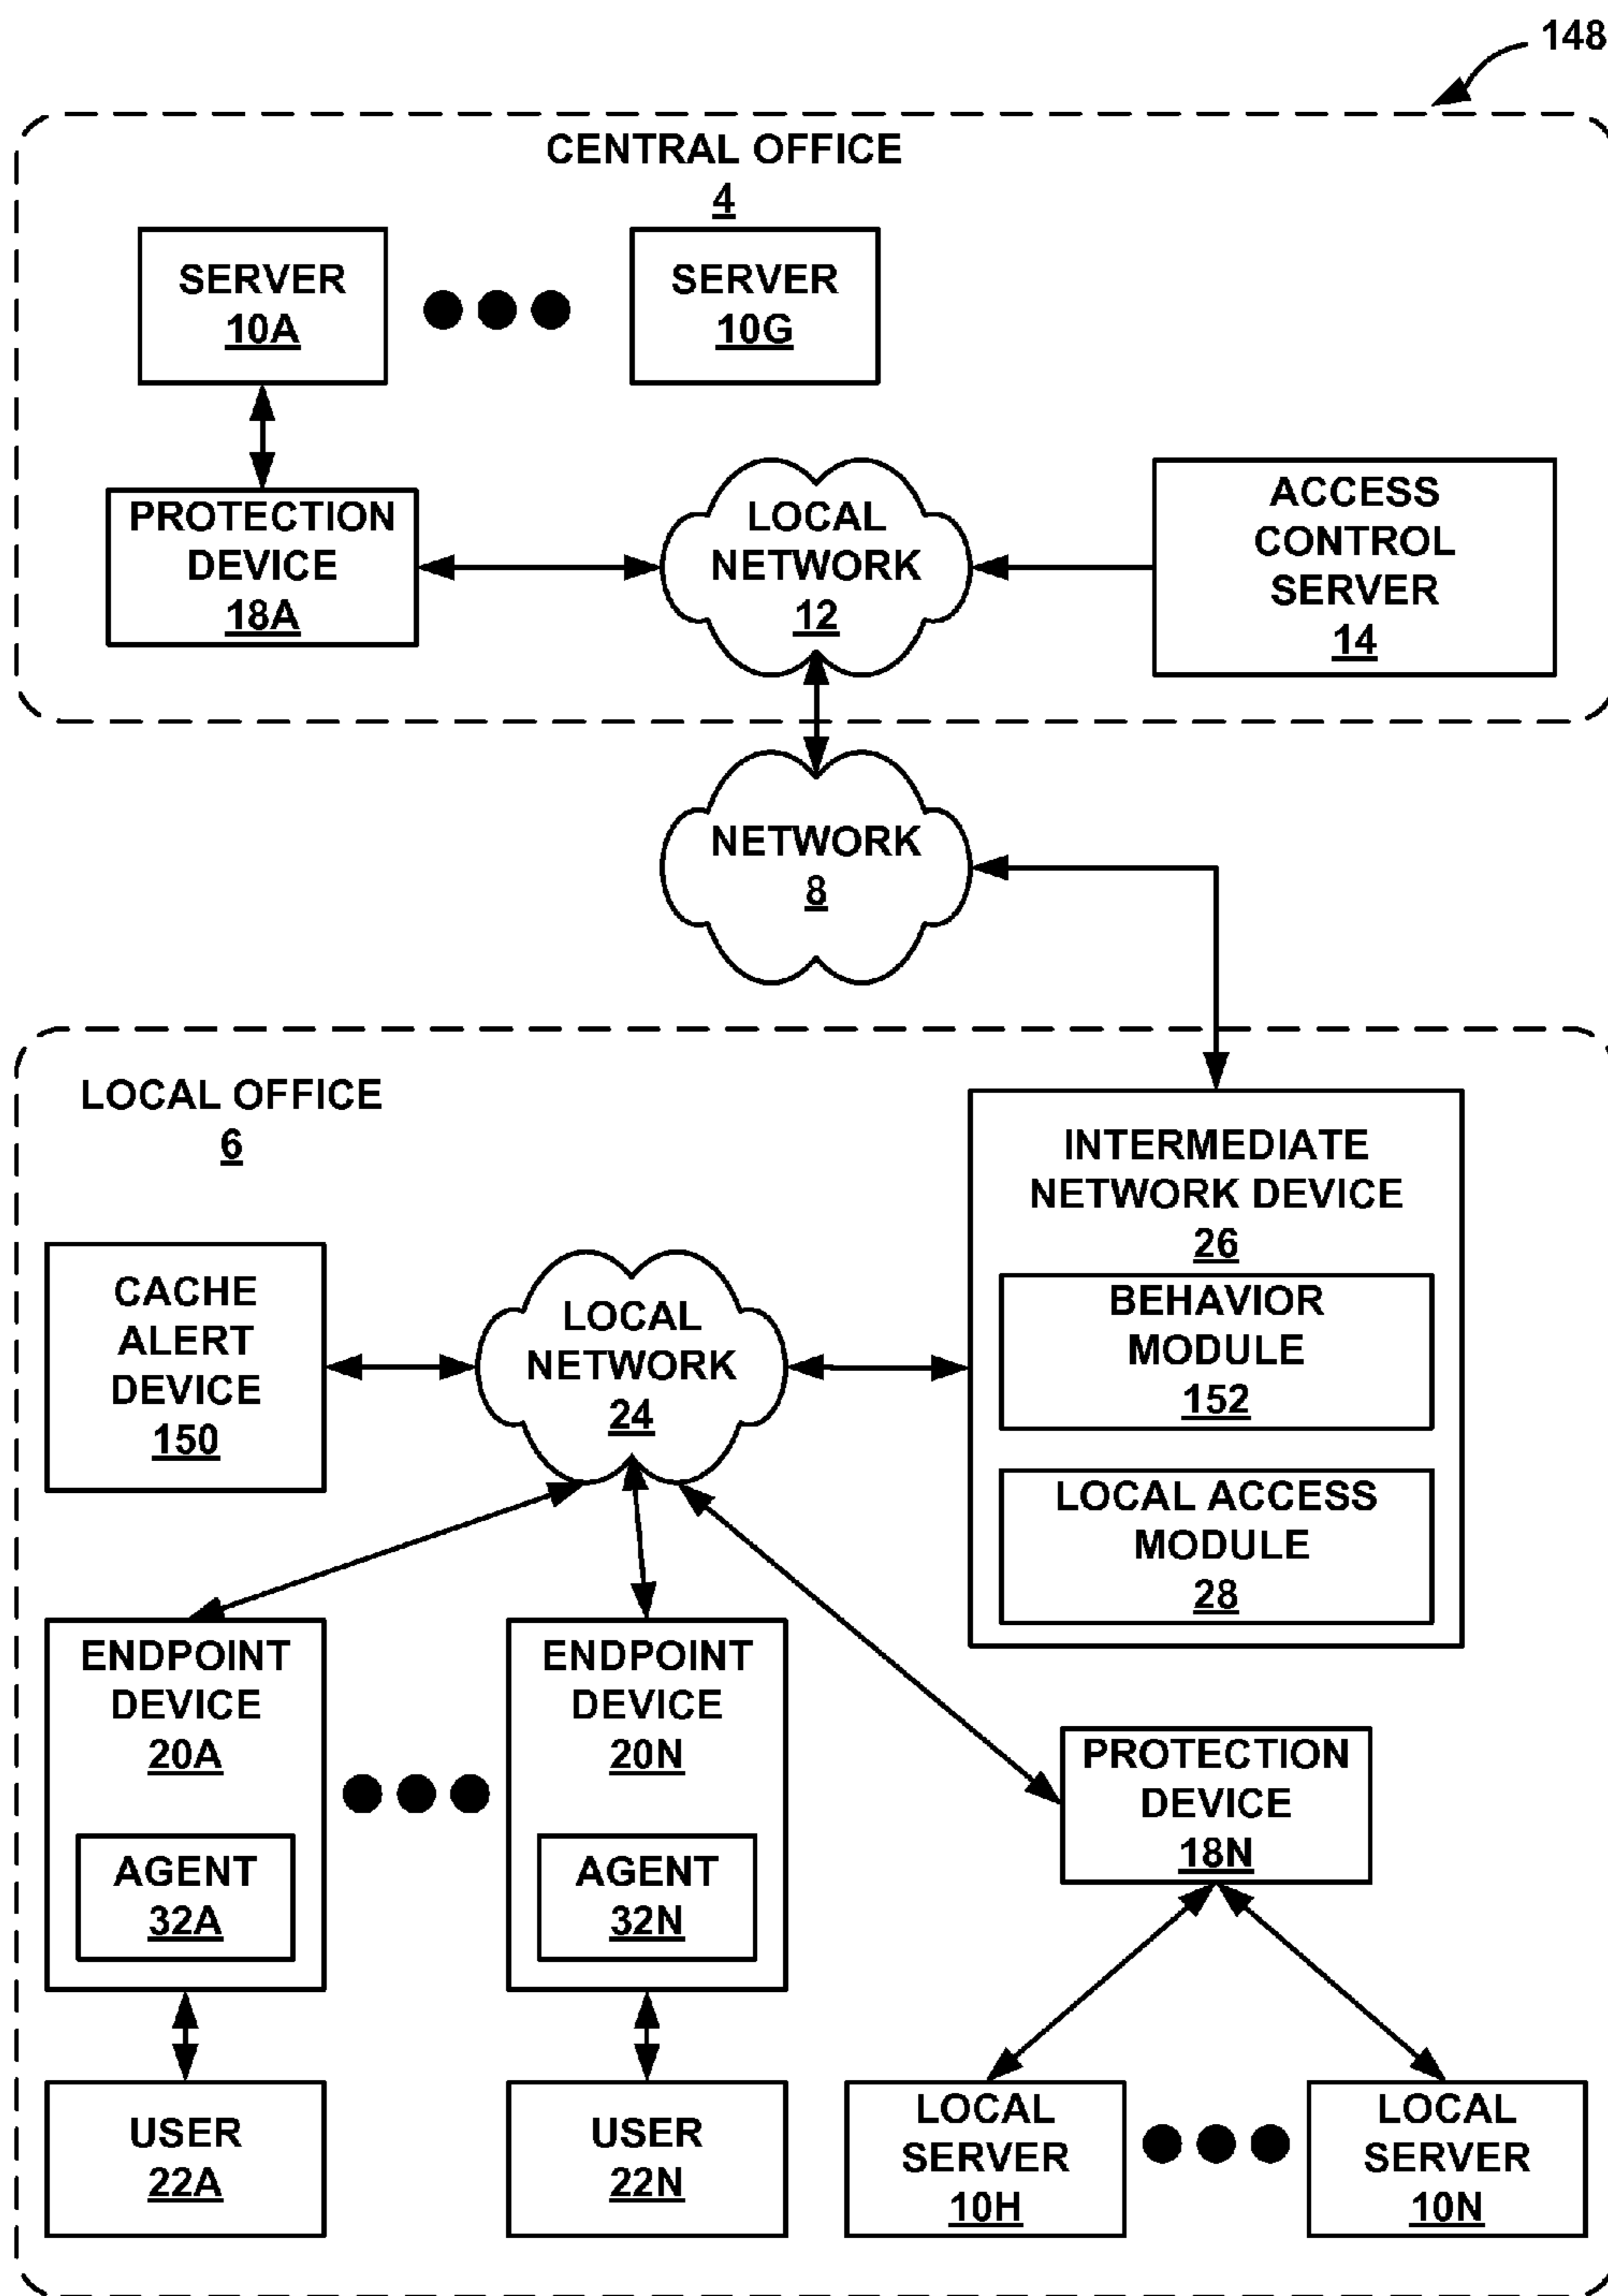 148
CENTRAL OFFICE
4
SERVER
10A
SERVER
10G
PROTECTION
DEVICE
18A
LOCAL
NETWORK
12
ACCESS
CONTROL
SERVER
14
NETWORK
8
LOCAL OFFICE
6
INTERMEDIATE
NETWORK DEVICE
26
BEHAVIOR
MODULE
152
LOCAL ACCESS
MODULE
28
CACHE
ALERT
DEVICE
150
LOCAL
NETWORK
24
ENDPOINT
DEVICE
20A
AGENT
32A
ENDPOINT
DEVICE
20N
AGENT
32N
PROTECTION
DEVICE
18N
USER
22A
USER
22N
LOCAL
SERVER
10H
LOCAL
SERVER
10N